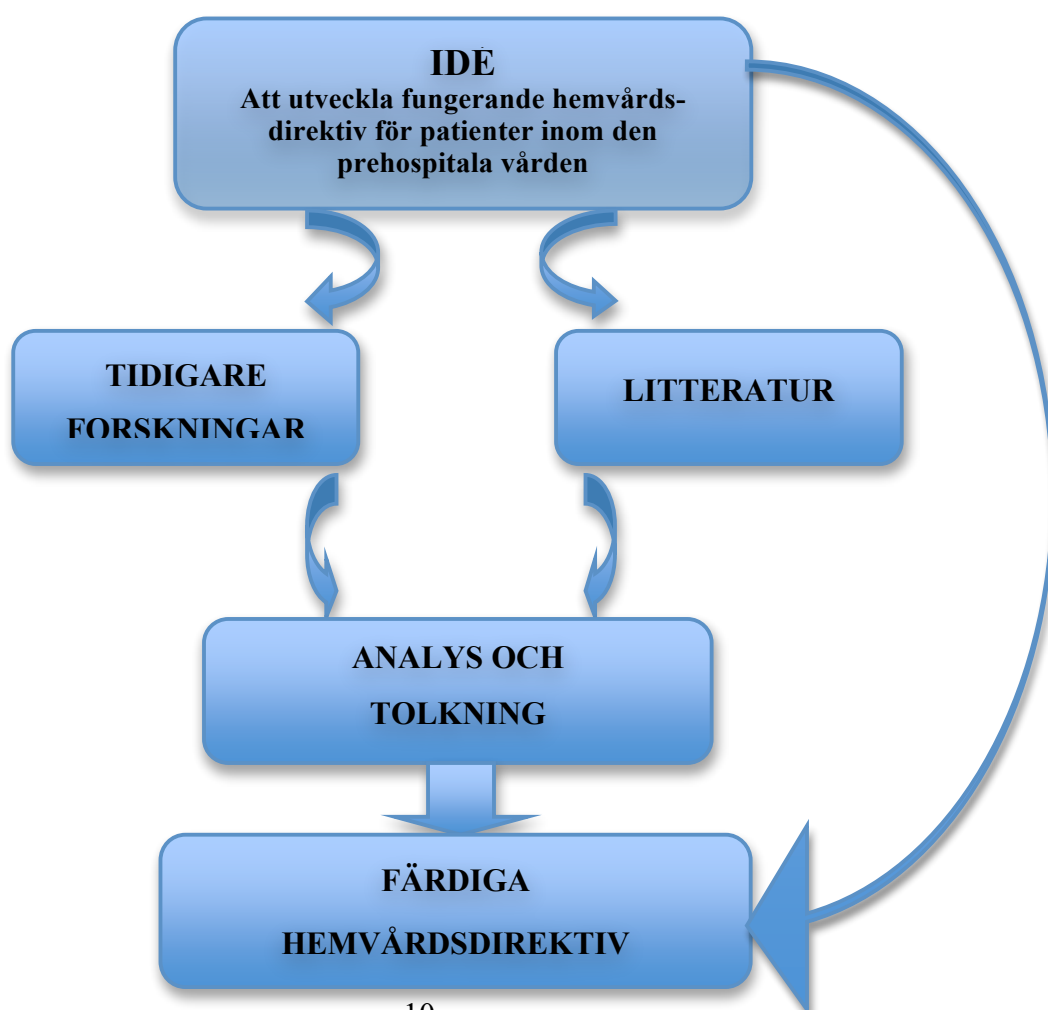 IDÉ
Att utveckla fungerande hemvårds-
direktiv för patienter inom den
prehospitala vården
TIDIGARE
FORSKNINGAR
LITTERATUR
ANALYS OCH
TOLKNING
FÄRDIGA
HEMVÅRDSDIREKTIV
10